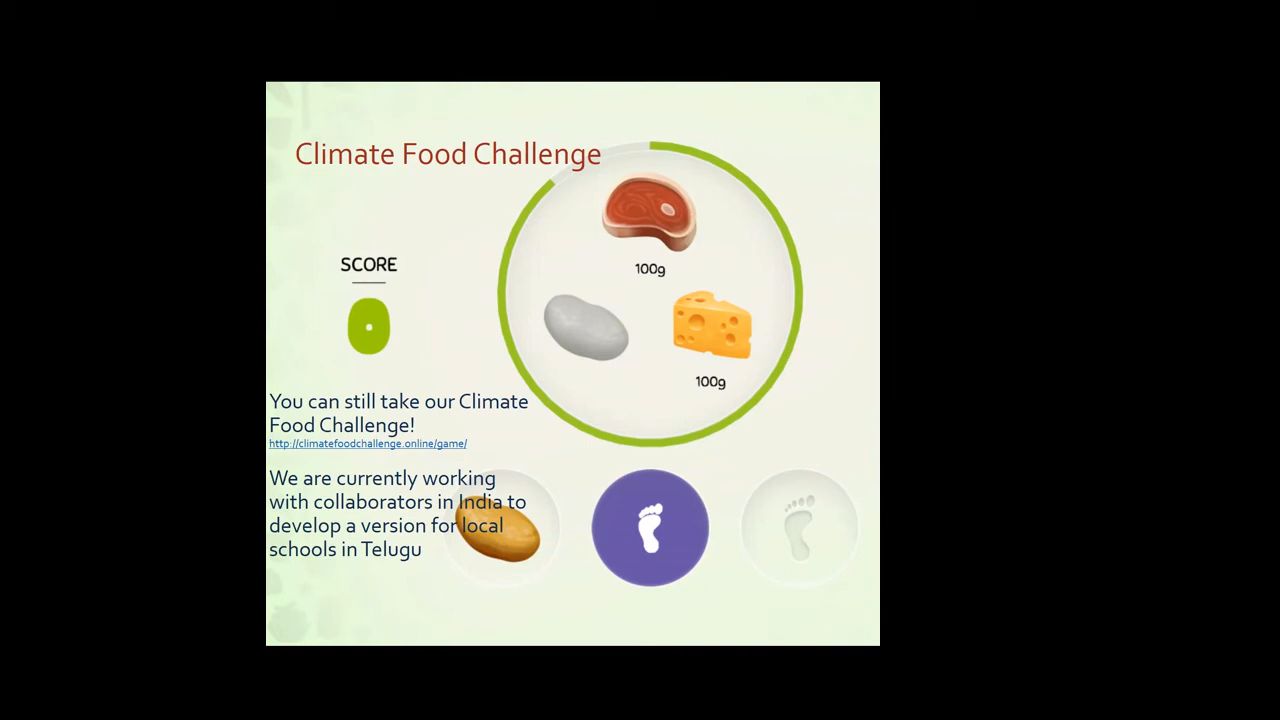 Climate Food Challenge
100g
SCORE
0
100g
You can still take our Climate
Food Challenge!
http://climatefoodchallenge.online/game/
We are currently working
with collaborators in India to
develop a version for local
schools in Telugu